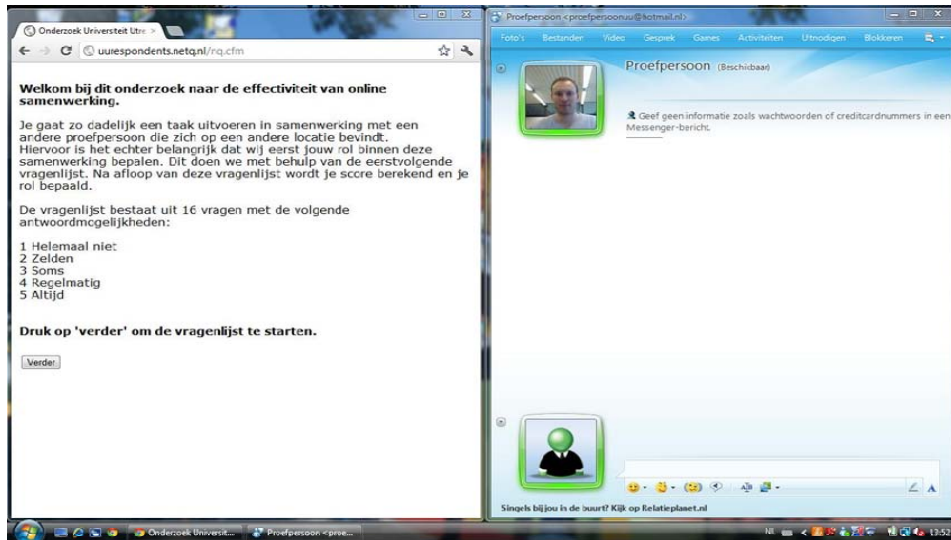 Onderzoek Universteit Utre
uurespondents.netq.nl/rq.cfm
Welkom bij dit onderzoek naar de effectiviteit van online
samenwerking.
Je gaat zo dadelijk een taak uitvoeren in samenwerking met een
andere proefpersoon die zich op een andere locatie bevindt.
Hiervoor is het echter belangrijk dat wij eerst jouw rol binnen deze
samenwerking bepalen. Dit doen we met behulp van de eerstvolgende
vragenlijst. Na afloop van deze vragenlijst wordt je score berekend en je
rol bepaald.
De vragenlijst bestaat uit 16 vragen met de volgende
antwoordmogelijkheden:
1 Helemaal niet
2 Zelden
3 Soms
4 Regelmatig
5 Altijd
Druk op 'verder' om de vragenlijst te starten.
Verder
Proefpersoon <proefpersoonuu@hotmail.nl>
Foto's Bestanden Video Gesprek Games Activiteiten Uitnodigen Blokkeren
Proefpersoon (Beschikbaar)
Geef geen informatie zoals wachtwoorden of creditcardnummers in een
Messenger-bericht.
Singels bij jou in de buurt? Kijk op Relatieplanet.nl
Onderzoek Universit... Proefpersoon <proe... NL 13:52